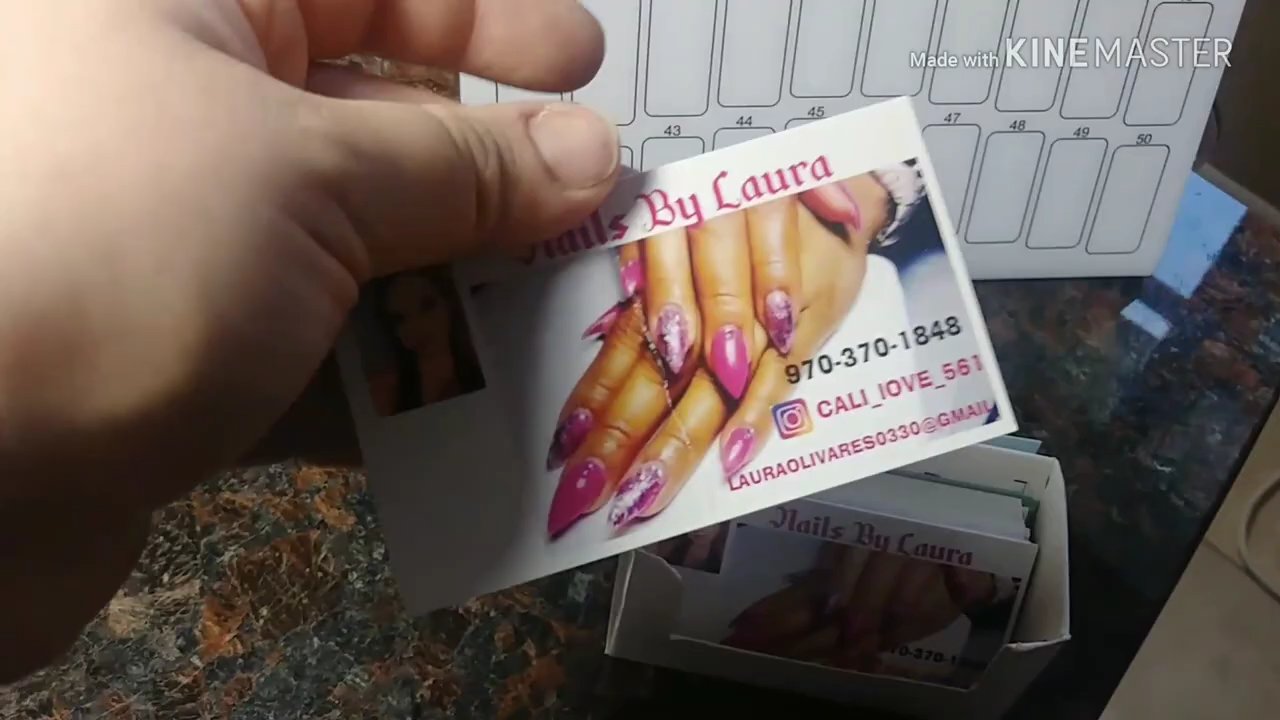 Made with KINEMASTER
43 44 45 47 48 49 50
Nails By Laura
970-370-1848
CALI_lOVE_561
LAURAOLIVARES0330@GMAIL
Nails By Laura